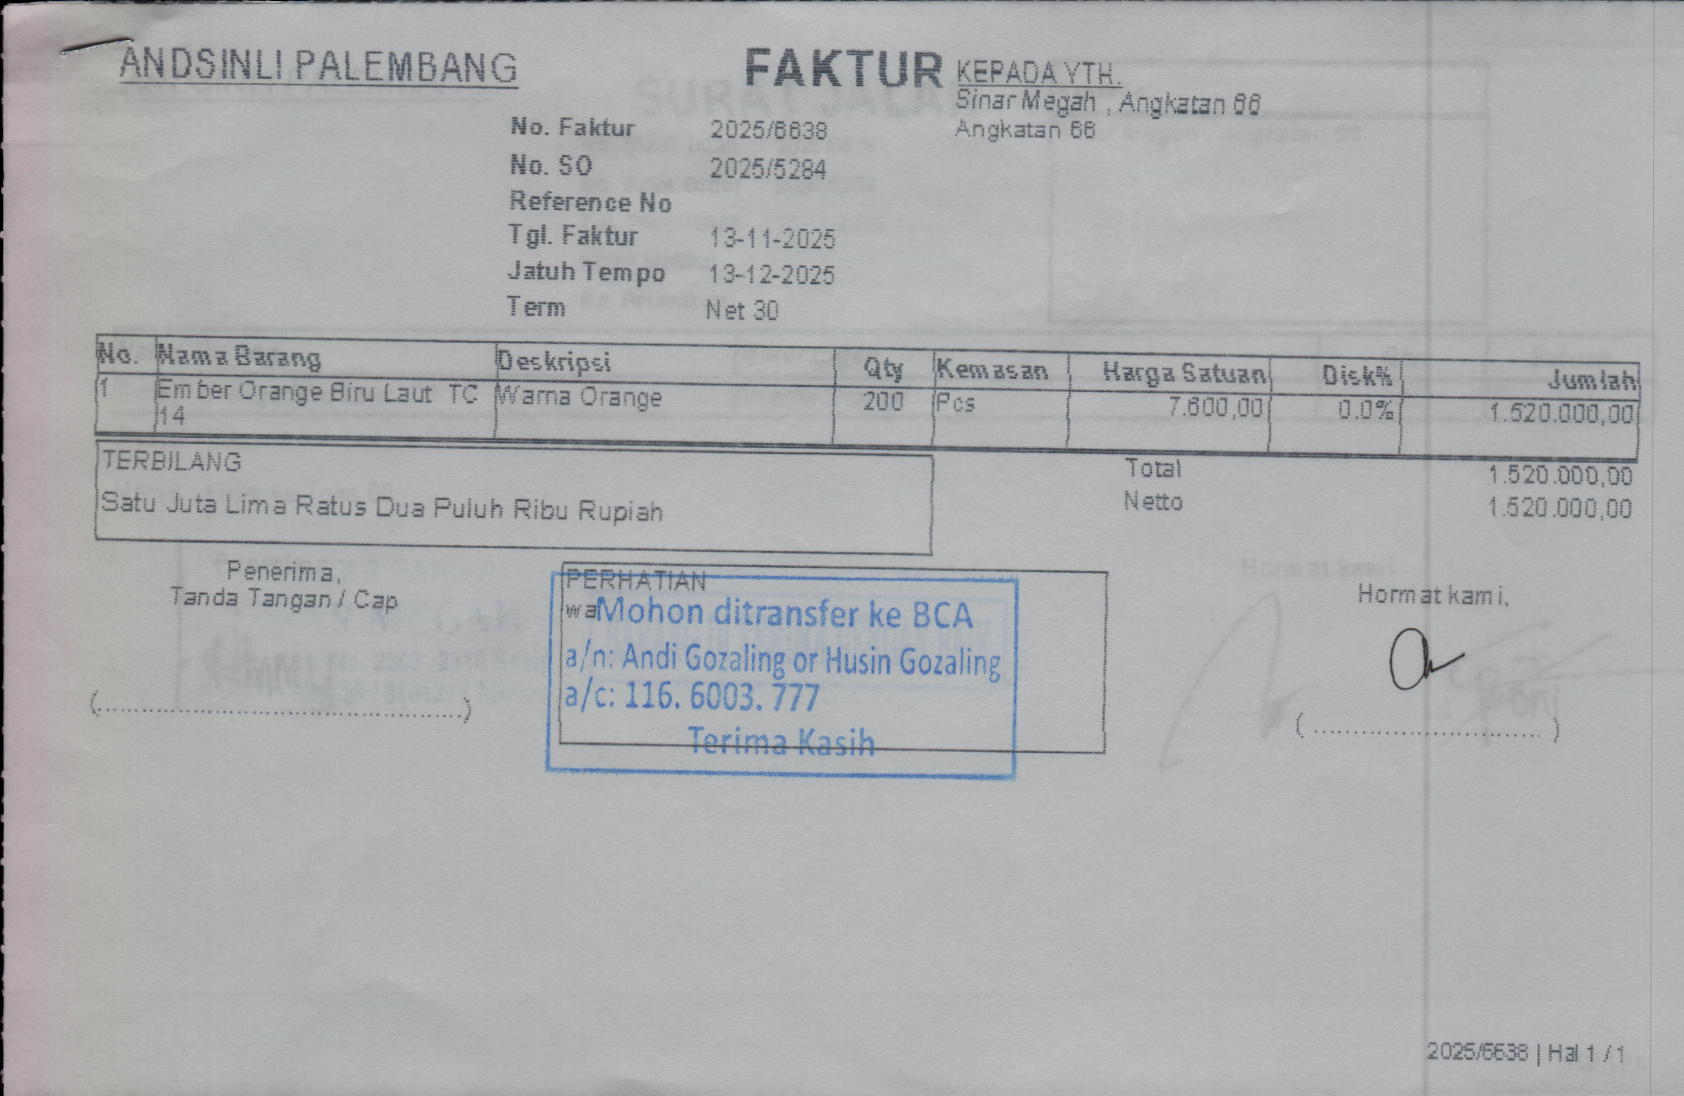 ANDSINLI PALEMBANG
FAKTUR
KEPADA YTH.
Sinar Megah , Angkatan 66
Angkatan 66
No. Faktur 2025/6638
No. SO 2025/5284
Reference No
Tgl. Faktur 13-11-2025
Jatuh Tempo 13-12-2025
Term Net 30
No. Nama Barang Deskripsi Qty Kemasan Harga Satuan Disk% Jumlah
1 Ember Orange Biru Laut TC Warna Orange 200 Pcs 7.600,00 0.0% 1.520.000,00
14
TERBILANG
Satu Juta Lima Ratus Dua Puluh Ribu Rupiah
Total 1.520.000,00
Netto 1.520.000,00
Penerima,
Tanda Tangan / Cap
PERHATIAN
Mohon ditransfer ke BCA
a/n: Andi Gozaling or Husin Gozaling
a/c: 116. 6003. 777
Terima Kasih
Hormat kami,
2025/6638 | Hal 1 / 1